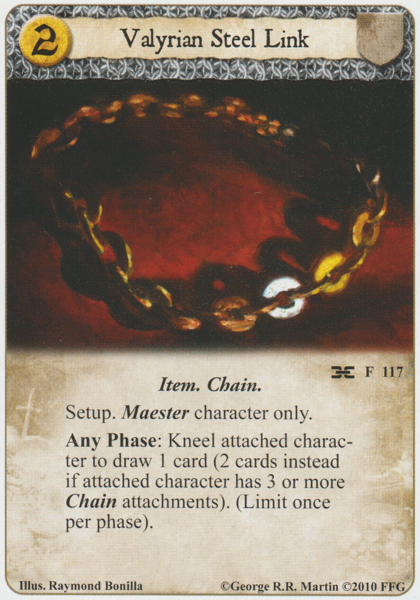 2
Valyrian Steel Link
F 117
Item. Chain.
Setup. Maester character only.
Any Phase: Kneel attached charac-
ter to draw 1 card (2 cards instead
if attached character has 3 or more
Chain attachments). (Limit once
per phase).
Illus. Raymond Bonilla
©George R.R. Martin ©2010 FFG